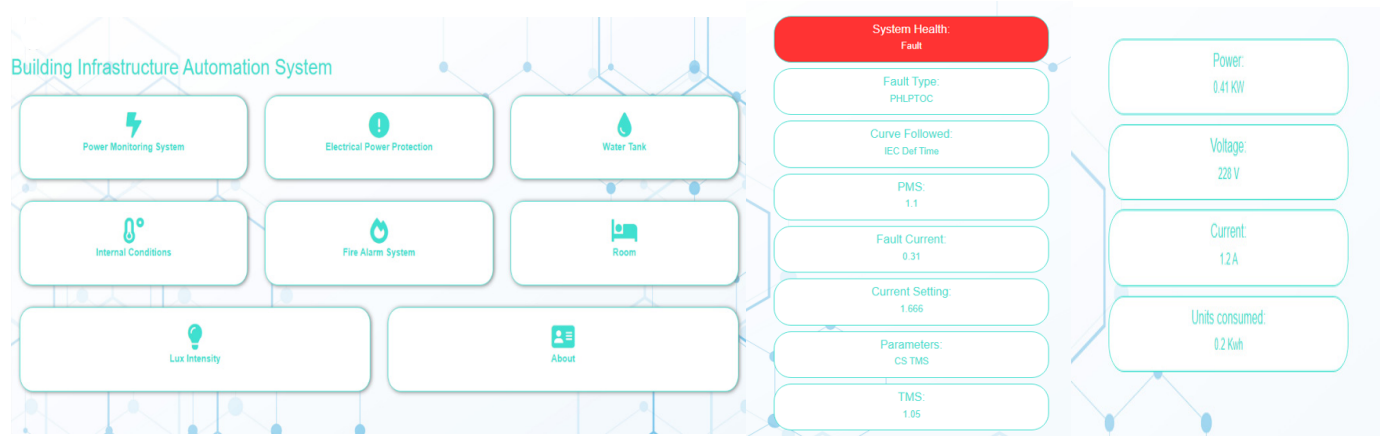 Building Infrastructure Automation System
Power Monitoring System
Electrical Power Protection
Water Tank
Internal Conditions
Fire Alarm System
Room
Lux Intensity
About
System Health:
Fault
Fault Type:
PHLPTOC
Curve Followed:
IEC Def Time
PMS:
1.1
Fault Current:
0.31
Current Setting:
1.666
Parameters:
CS TMS
TMS:
1.05
Power:
0.41 KW
Voltage:
228 V
Current:
1.2 A
Units consumed:
0.2 Kwh